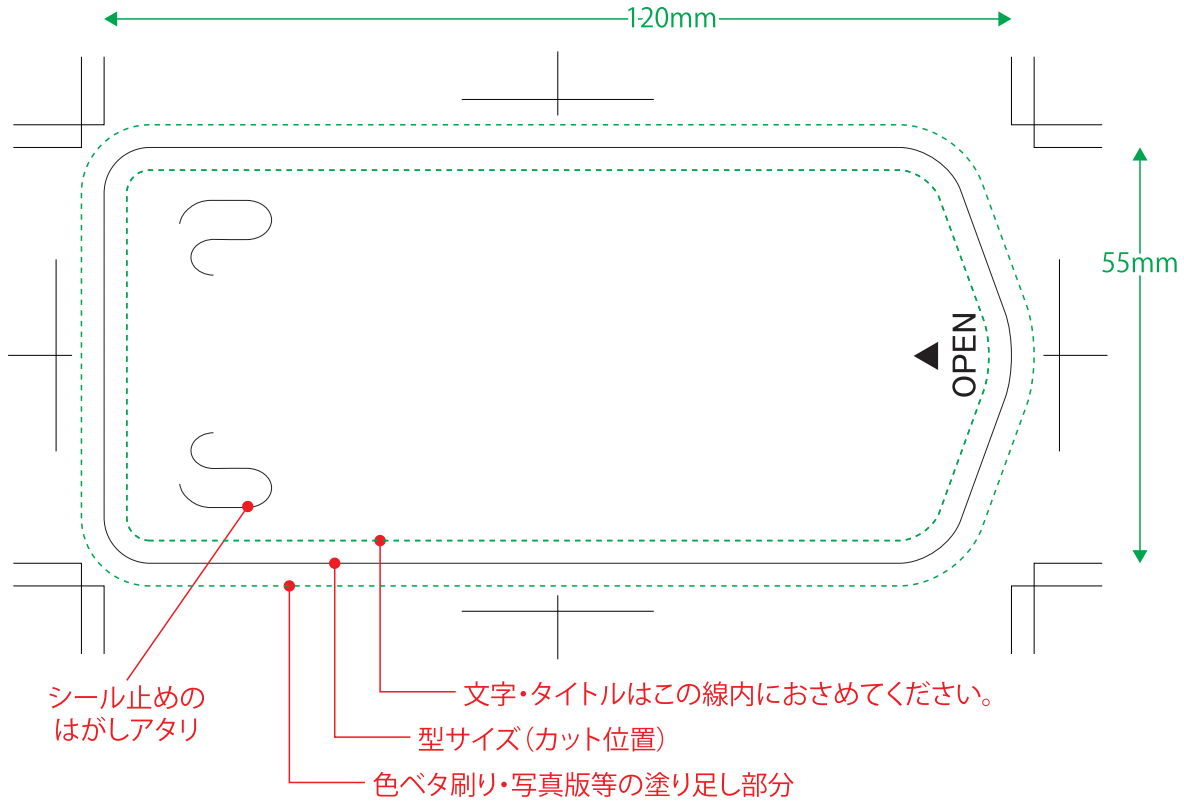 120mm
55mm
OPEN
シール止めの
はがしアタリ
文字・タイトルはこの線内におさめてください。
型サイズ（カット位置）
色ベタ刷り・写真版等の塗り足し部分